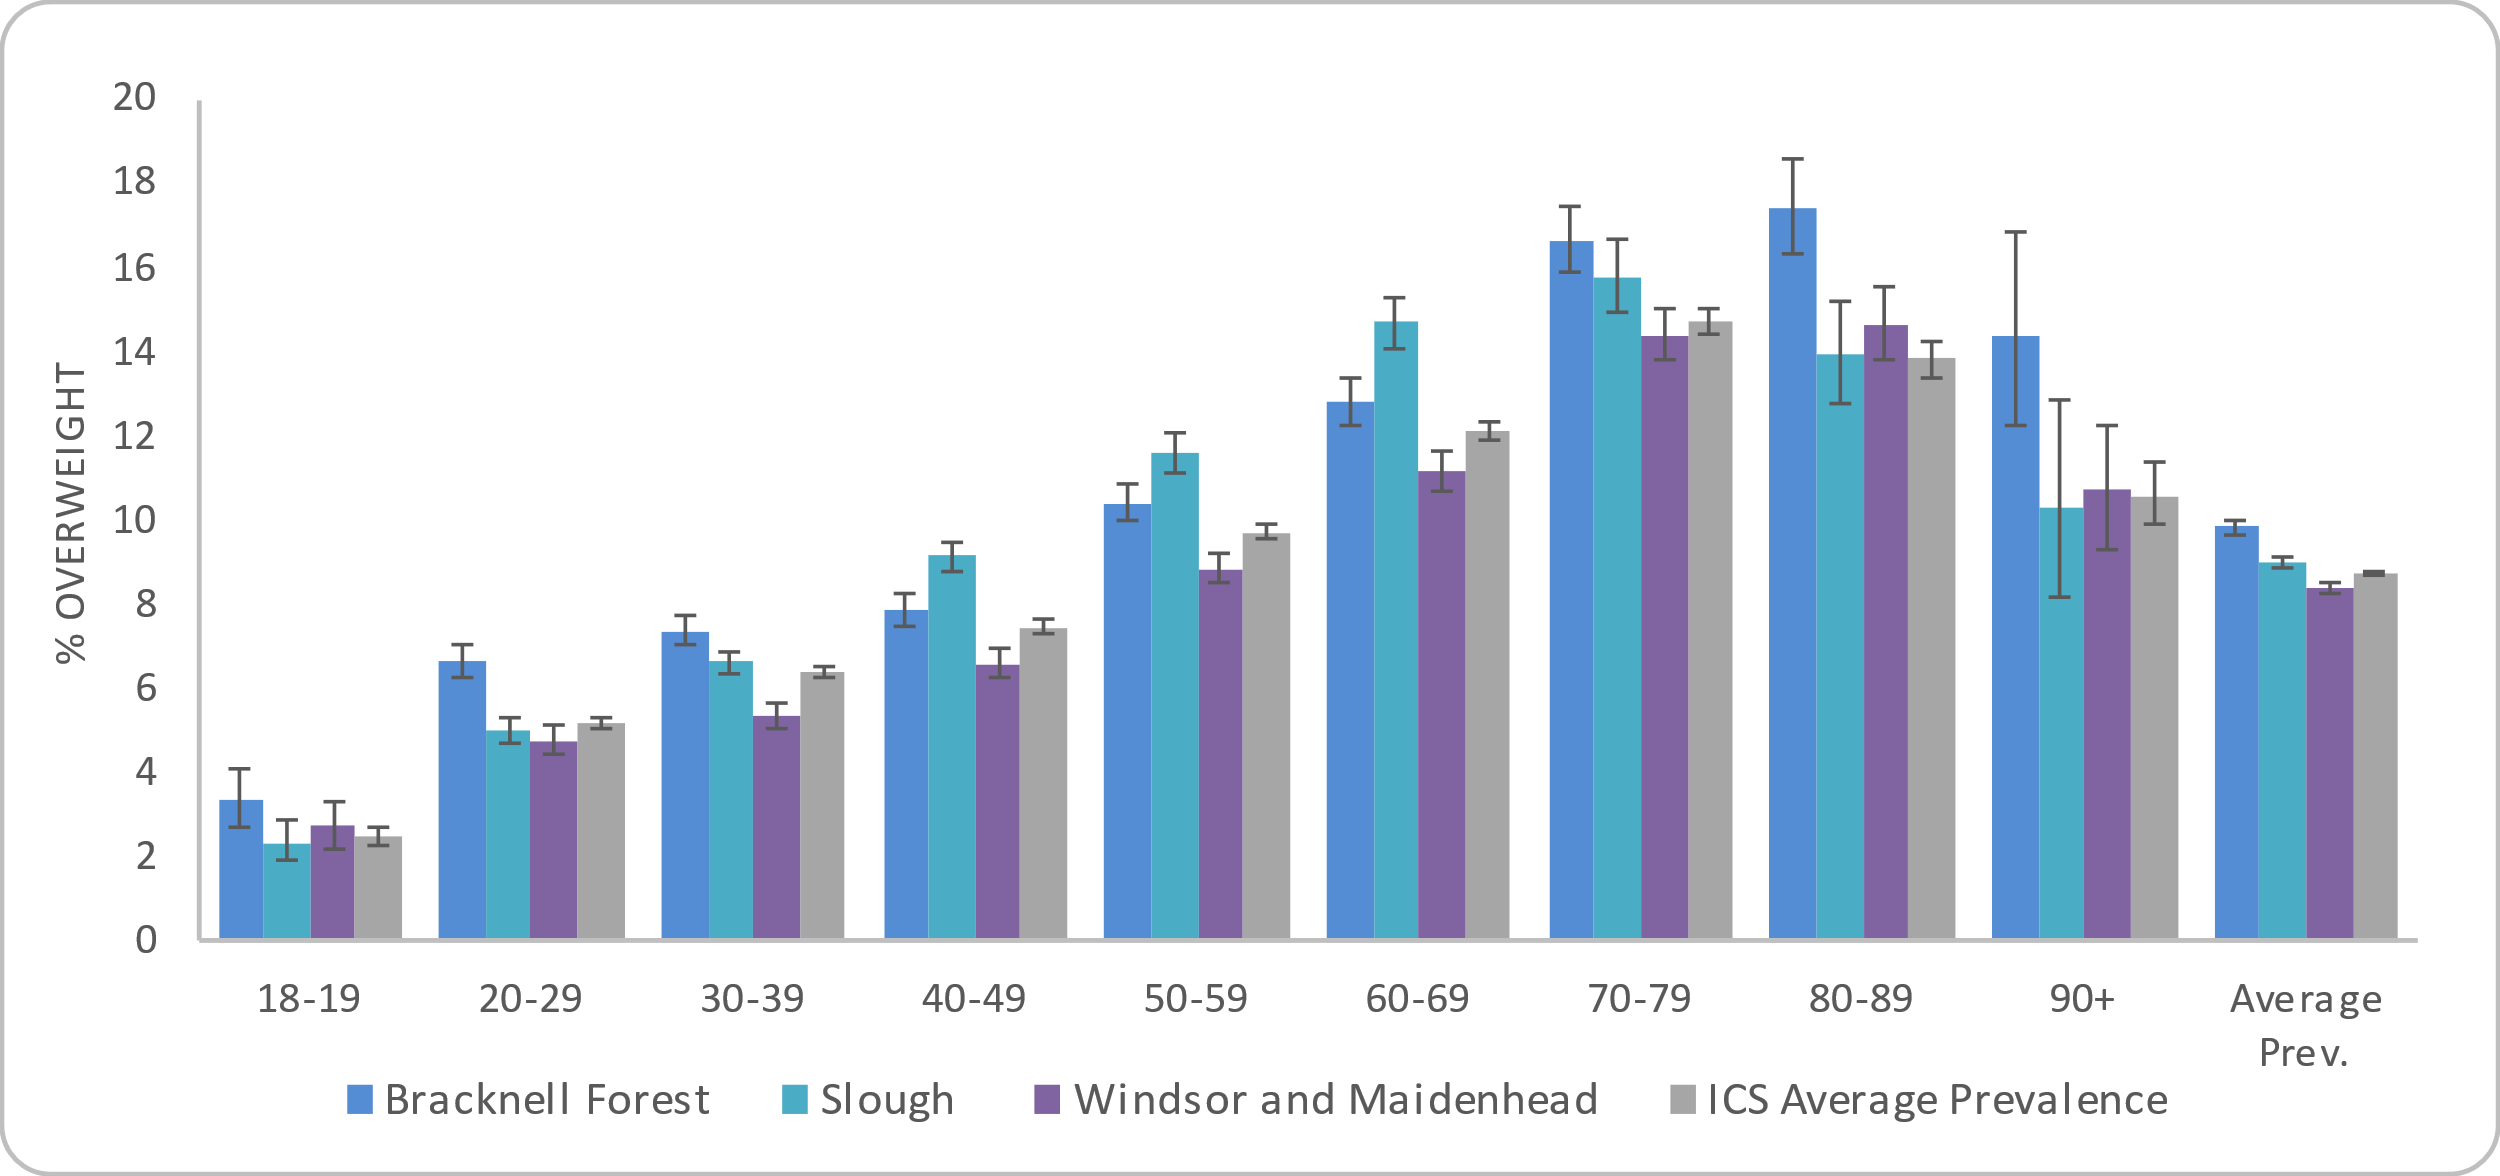 20
18
16
14
12
10
8
6
4
2
0
% OVERWEIGHT
18-19 20-29 30-39 40-49 50-59 60-69 70-79 80-89 90+ Average
Prev.
Bracknell Forest Slough Windsor and Maidenhead ICS Average Prevalence